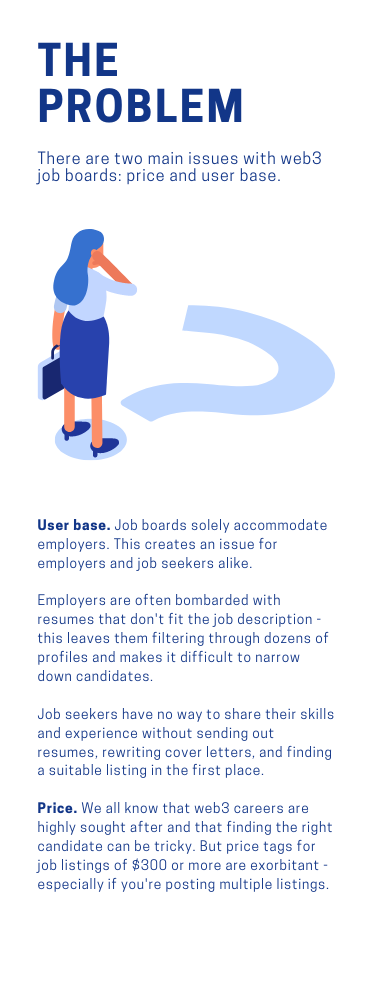 THE
PROBLEM
There are two main issues with web3
job boards: price and user base.
User base. Job boards solely accommodate
employers. This creates an issue for
employers and job seekers alike.
Employers are often bombarded with
resumes that don't fit the job description -
this leaves them filtering through dozens of
profiles and makes it difficult to narrow
down candidates.
Job seekers have no way to share their skills
and experience without sending out
resumes, rewriting cover letters, and finding
a suitable listing in the first place.
Price. We all know that web3 careers are
highly sought after and that finding the right
candidate can be tricky. But price tags for
job listings of $300 or more are exorbitant -
especially if you're posting multiple listings.